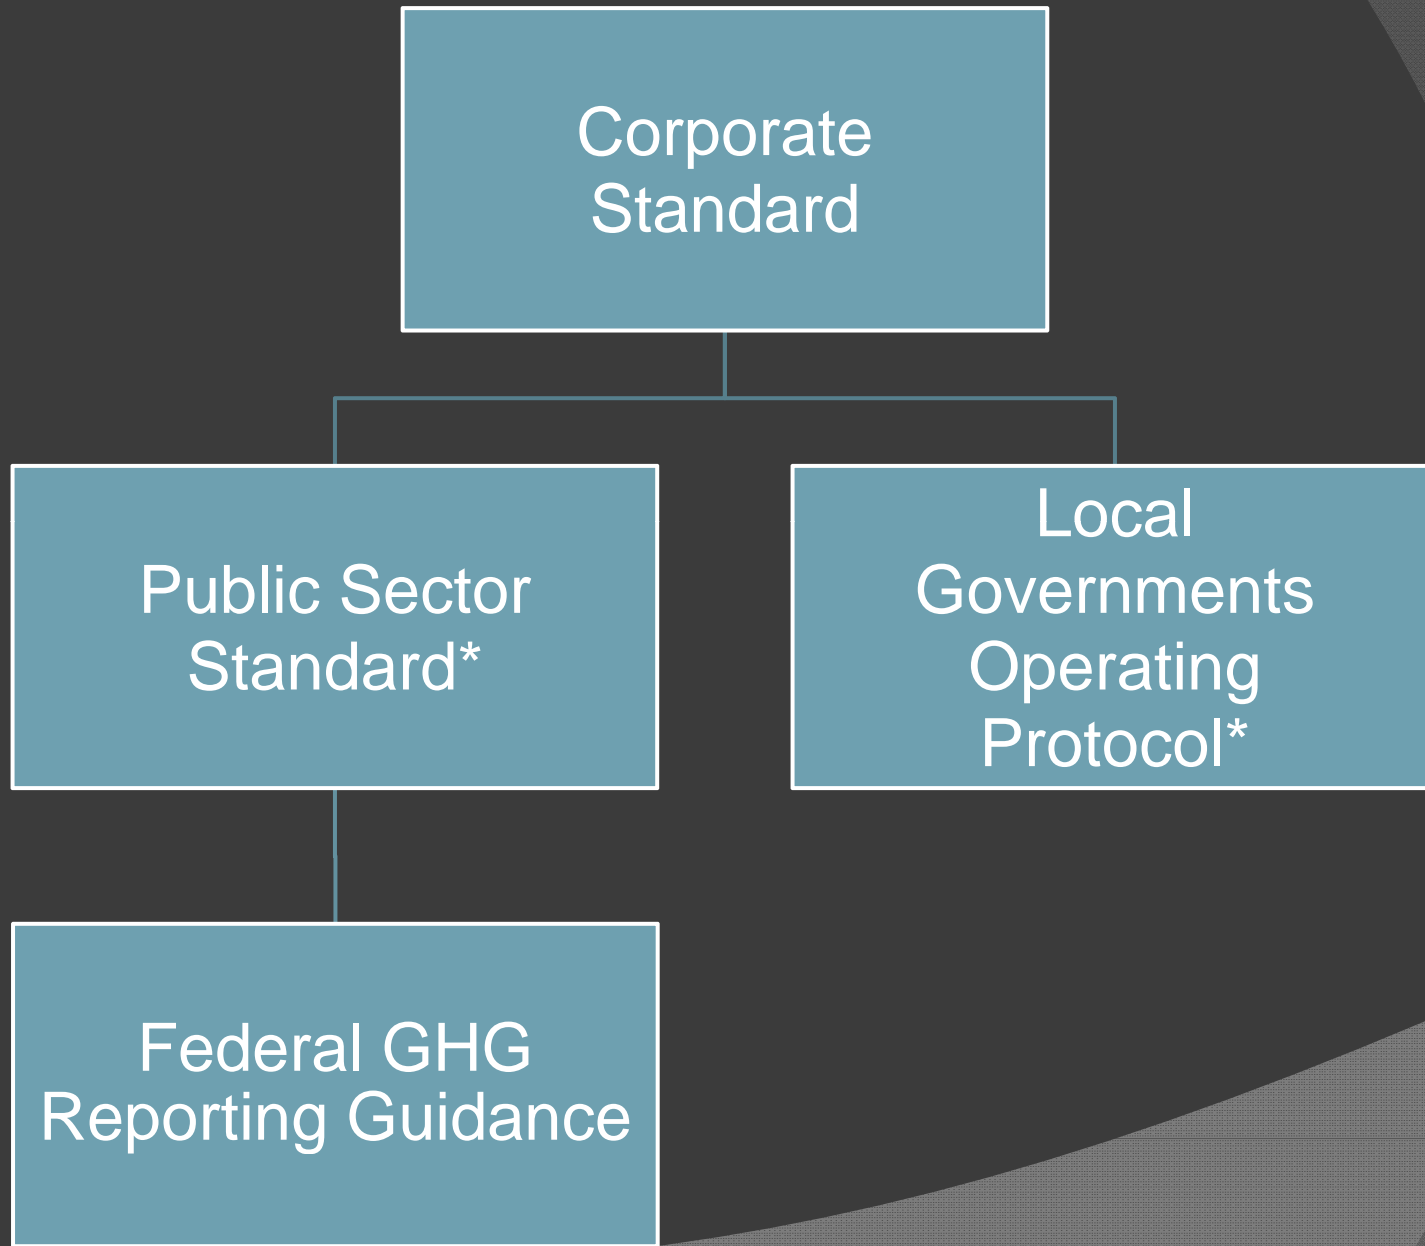 Corporate
Standard
Public Sector
Standard*
Local
Governments
Operating
Protocol*
Federal GHG
Reporting Guidance